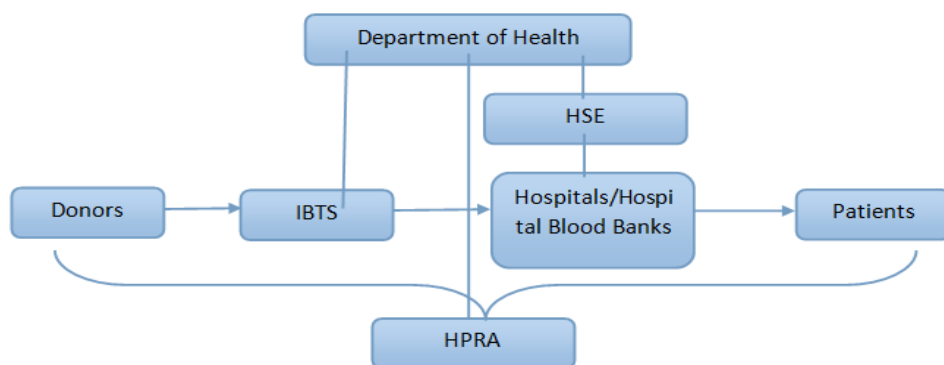 Department of Health
HSE
Donors
IBTS
Hospitals/Hospi
tal Blood Banks
Patients
HPRA